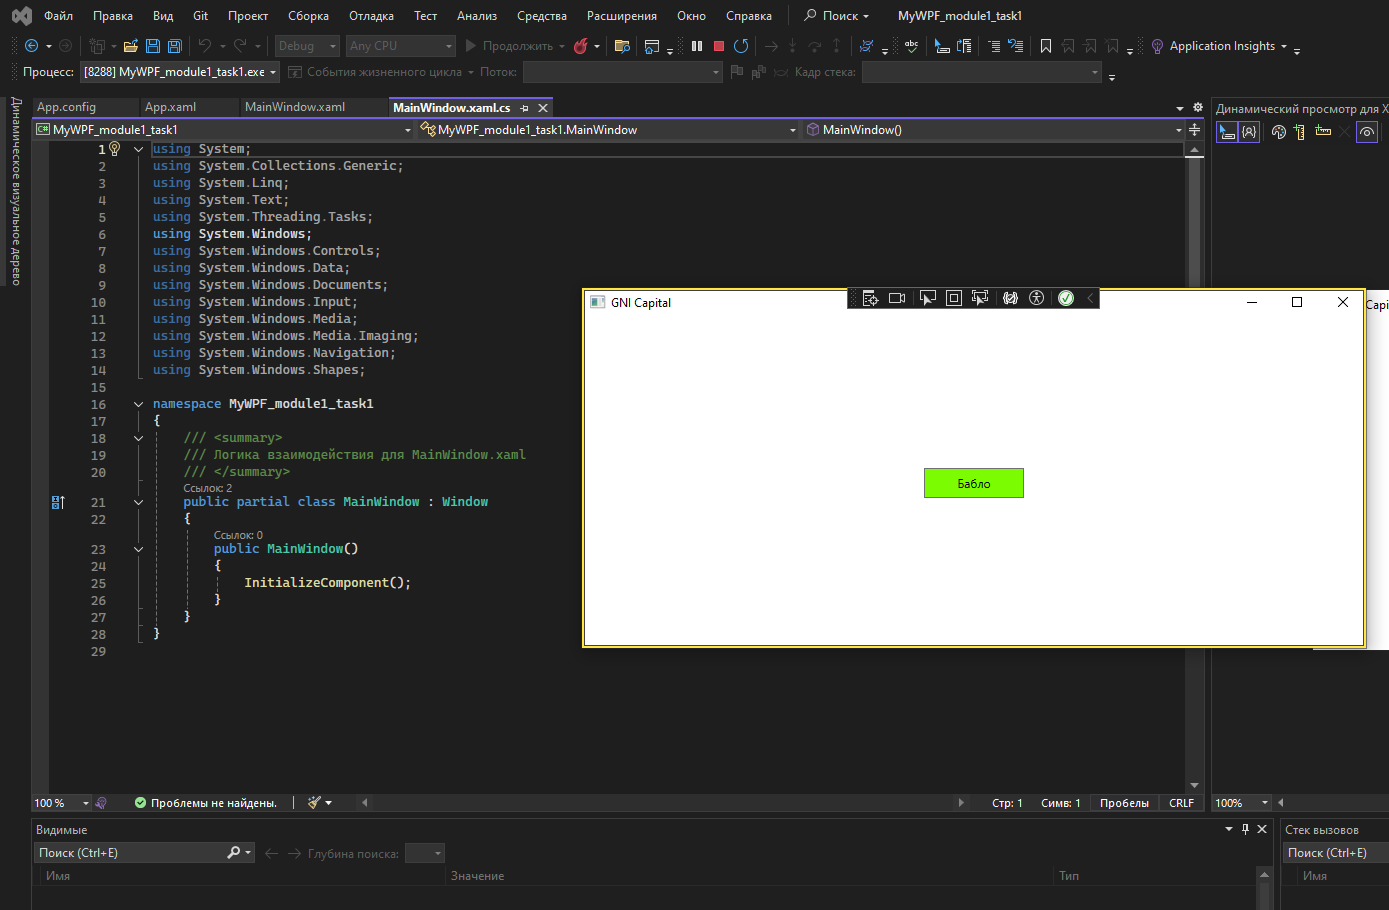 Файл Правка Вид Git Проект Сборка Отладка Тест Анализ Средства Расширения Окно Справка Поиск MyWPF_module1_task1
Debug Any CPU Продолжить Application Insights
Процесс: [8288] MyWPF_module1_task1.exe События жизненного цикла Поток: Кадр стека:
Динамическое визуальное дерево
App.config App.xaml MainWindow.xaml MainWindow.xaml.cs
Динамический просмотр для X
MyWPF_module1_task1 MyWPF_module1_task1.MainWindow MainWindow()
1 using System;
2 using System.Collections.Generic;
3 using System.Linq;
4 using System.Text;
5 using System.Threading.Tasks;
6 using System.Windows;
7 using System.Windows.Controls;
8 using System.Windows.Data;
9 using System.Windows.Documents;
10 using System.Windows.Input;
11 using System.Windows.Media;
12 using System.Windows.Media.Imaging;
13 using System.Windows.Navigation;
14 using System.Windows.Shapes;
15
16 namespace MyWPF_module1_task1
17 {
18 /// <summary>
19 /// Логика взаимодействия для MainWindow.xaml
20 /// </summary>
Ссылок: 2
21 public partial class MainWindow : Window
22 {
Ссылок: 0
23 public MainWindow()
24 {
25 InitializeComponent();
26 }
27 }
28 }
29
GNI Capital
Capi
Бабло
100 % Проблемы не найдены. Стр: 1 Симв: 1 Пробелы CRLF
100%
Видимые
Поиск (Ctrl+E) Глубина поиска:
Имя Значение Тип
Стек вызовов
Поиск (Ctrl+E)
Имя